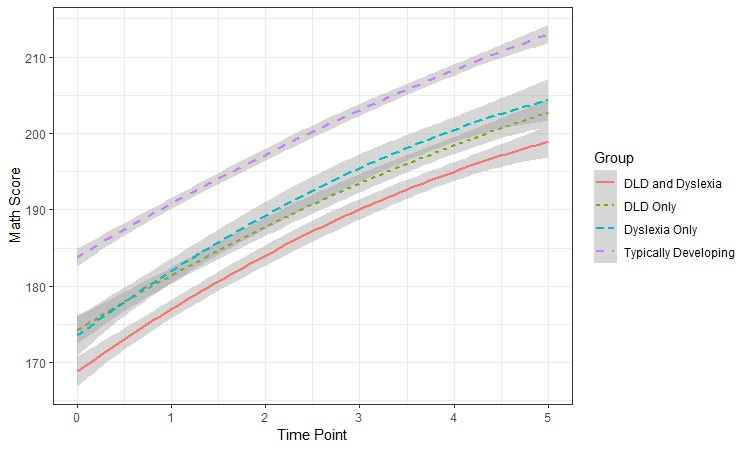 210
200
190
180
170
Math Score
0 1 2 3 4 5
Time Point
Group
DLD and Dyslexia
DLD Only
Dyslexia Only
Typically Developing